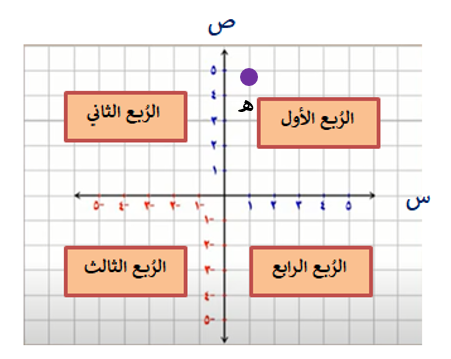 ص
٥
هـ
٤
الرُبع الأول
الرُبع الثاني
٣
٢
١
س
-٥ -٤ -٣ -٢ -١ ١ ٢ ٣ ٤ ٥
-١
-٢
الرُبع الرابع
الرُبع الثالث
-٣
-٤
-٥